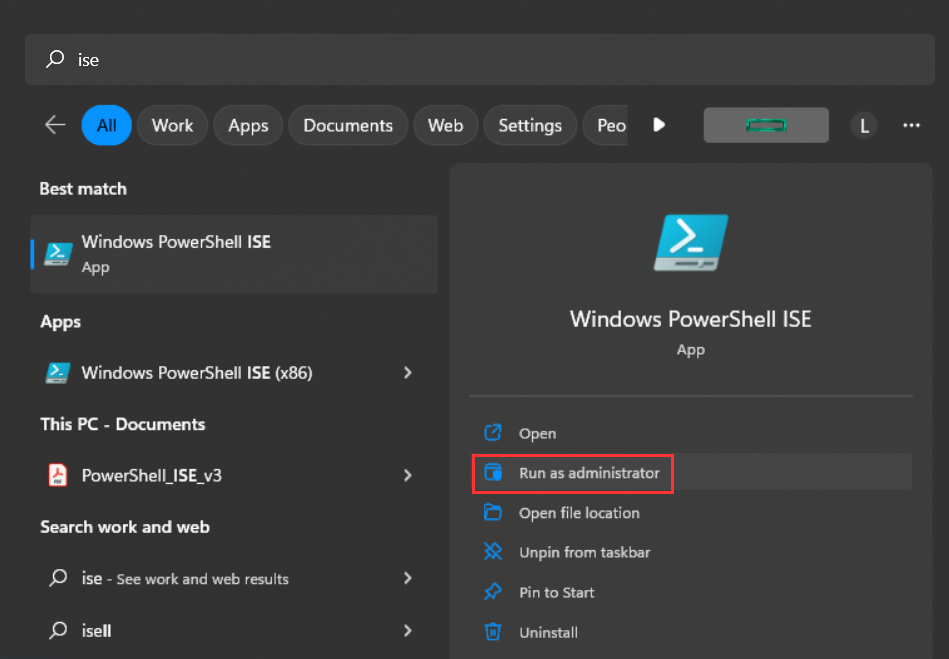 ise
All
Work
Apps
Documents
Web
Settings
Peo
L
Best match
Windows PowerShell ISE
App
Apps
Windows PowerShell ISE (x86)
This PC - Documents
PowerShell_ISE_v3
Search work and web
ise - See work and web results
isell
Windows PowerShell ISE
App
Open
Run as administrator
Open file location
Unpin from taskbar
Pin to Start
Uninstall